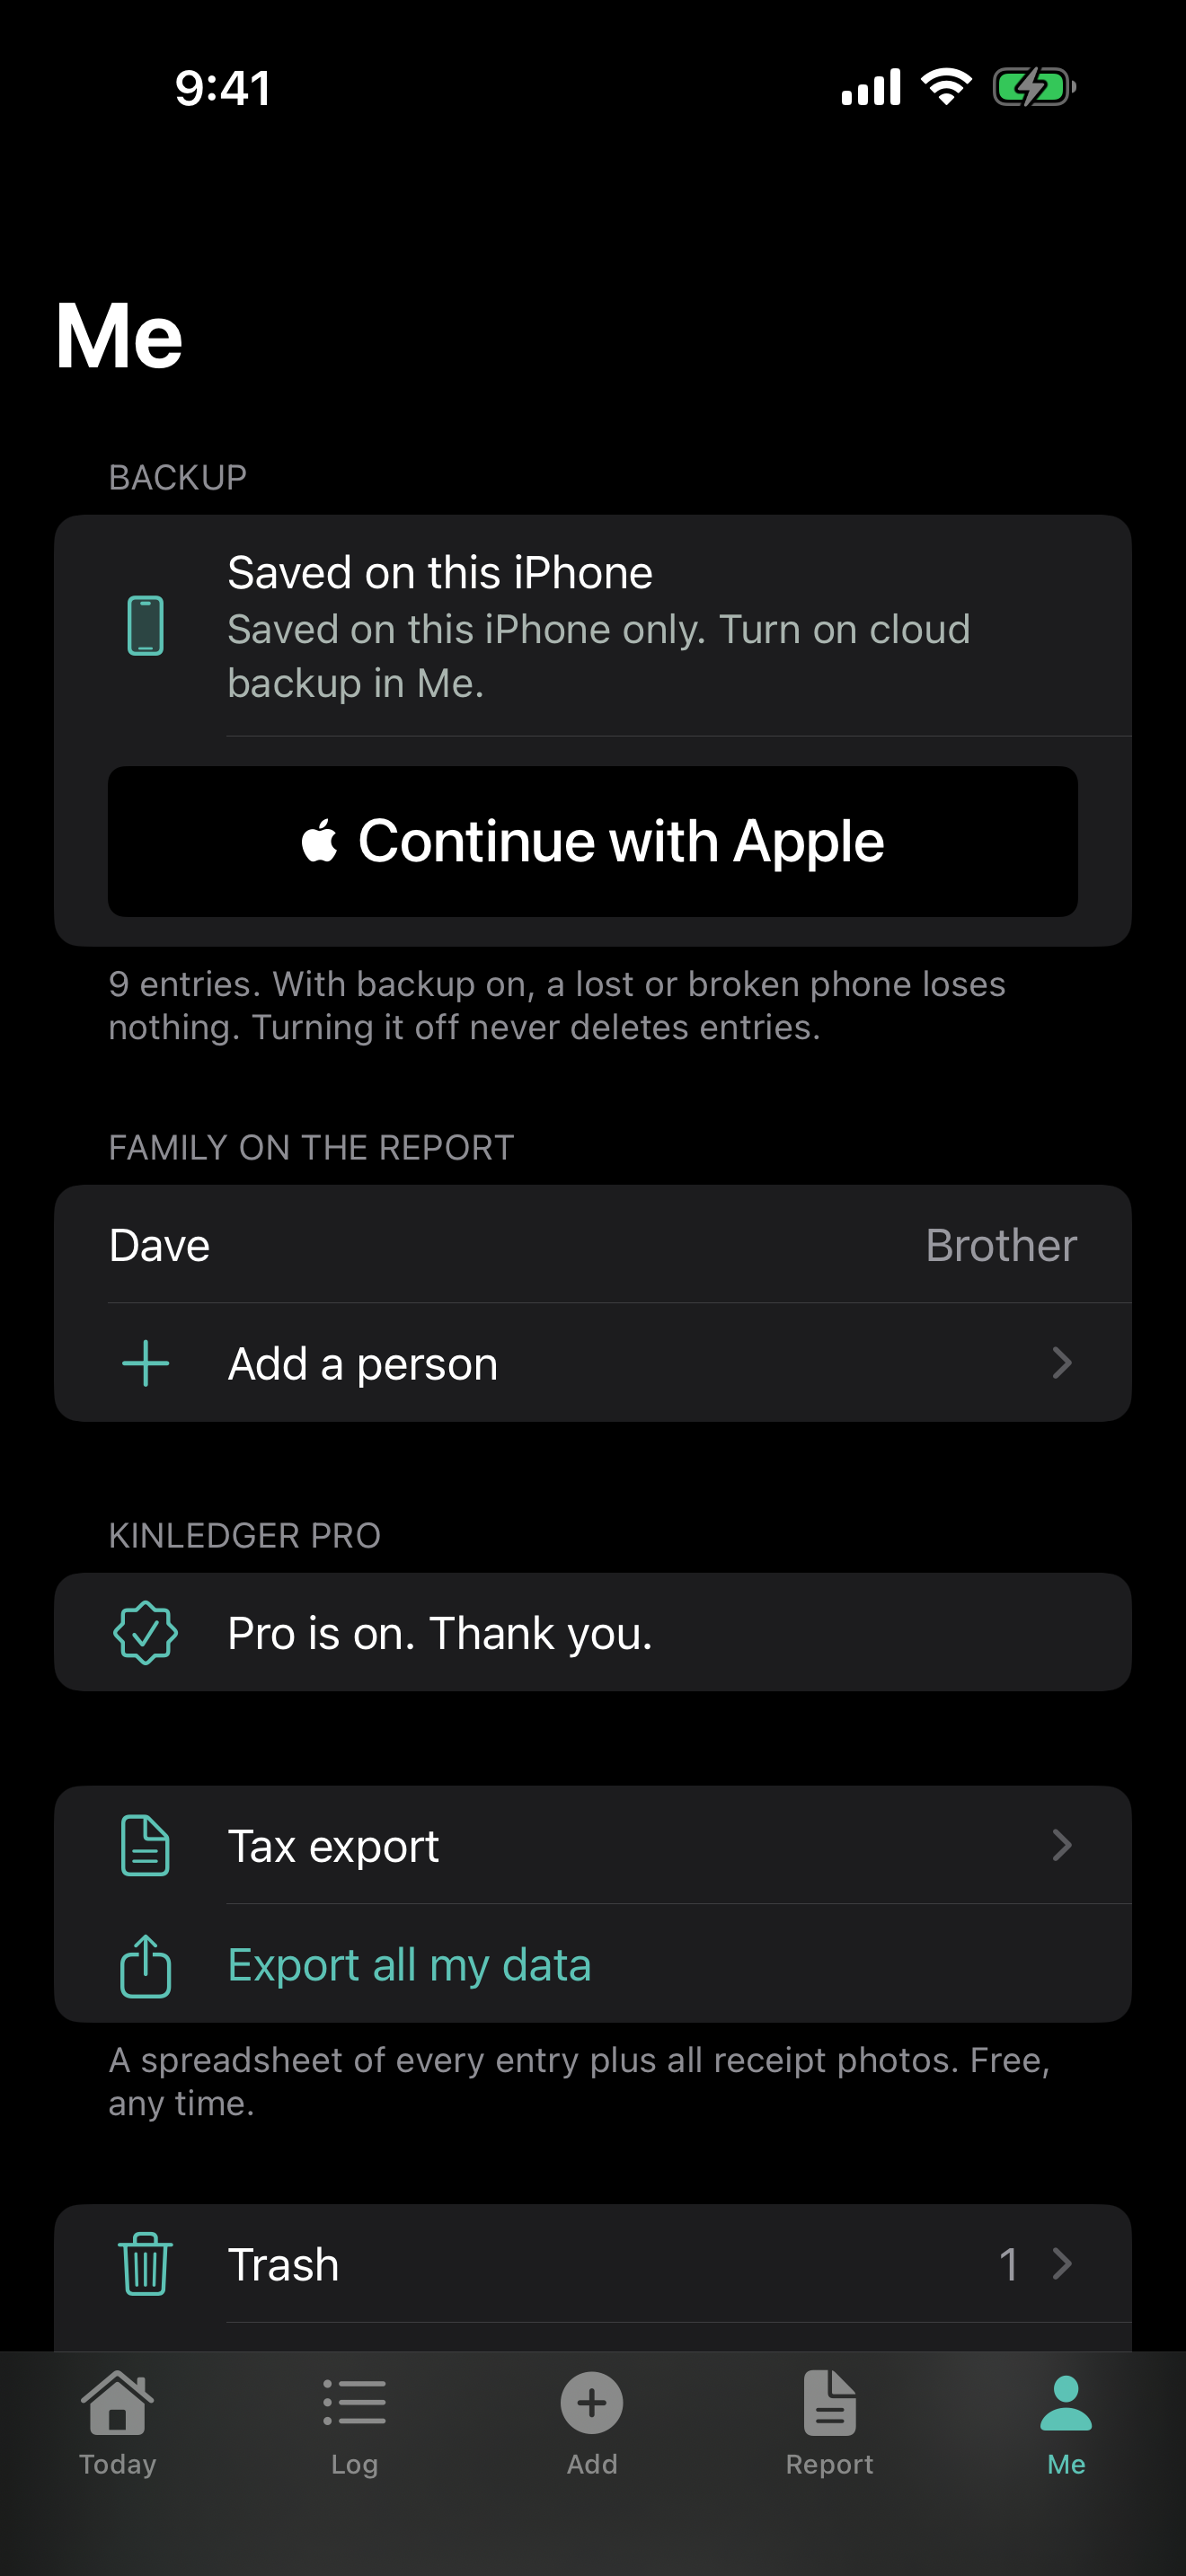 9:41
Me
BACKUP
Saved on this iPhone
Saved on this iPhone only. Turn on cloud
backup in Me.
Continue with Apple
9 entries. With backup on, a lost or broken phone loses
nothing. Turning it off never deletes entries.
FAMILY ON THE REPORT
Dave Brother
Add a person
KINLEDGER PRO
Pro is on. Thank you.
Tax export
Export all my data
A spreadsheet of every entry plus all receipt photos. Free,
any time.
Trash 1
Today Log Add Report Me